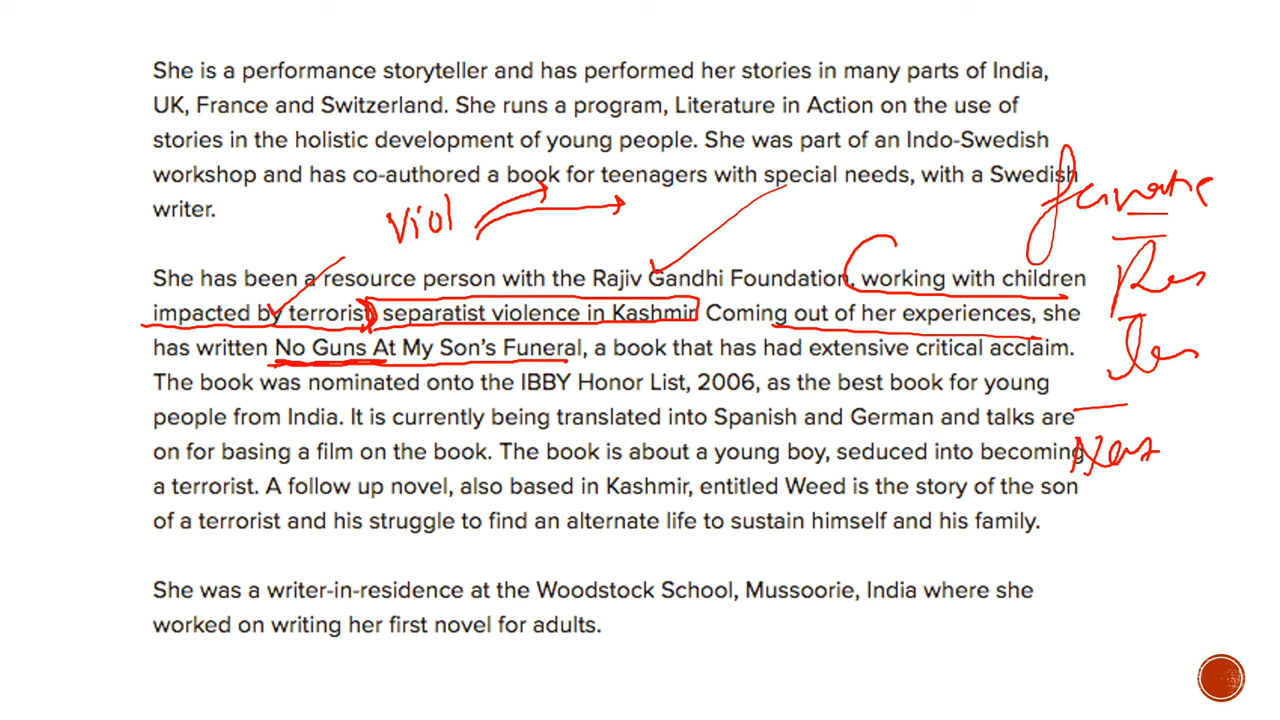 She is a performance storyteller and has performed her stories in many parts of India,
UK, France and Switzerland. She runs a program, Literature in Action on the use of
stories in the holistic development of young people. She was part of an Indo-Swedish
workshop and has co-authored a book for teenagers with special needs, with a Swedish
writer.
Viol
She has been a resource person with the Rajiv Gandhi Foundation, working with children
impacted by terrorist separatist violence in Kashmir Coming out of her experiences, she
has written No Guns At My Son's Funeral, a book that has had extensive critical acclaim.
The book was nominated onto the IBBY Honor List, 2006, as the best book for young
people from India. It is currently being translated into Spanish and German and talks are
on for basing a film on the book. The book is about a young boy, seduced into becoming
a terrorist. A follow up novel, also based in Kashmir, entitled Weed is the story of the son
of a terrorist and his struggle to find an alternate life to sustain himself and his family.
She was a writer-in-residence at the Woodstock School, Mussoorie, India where she
worked on writing her first novel for adults.